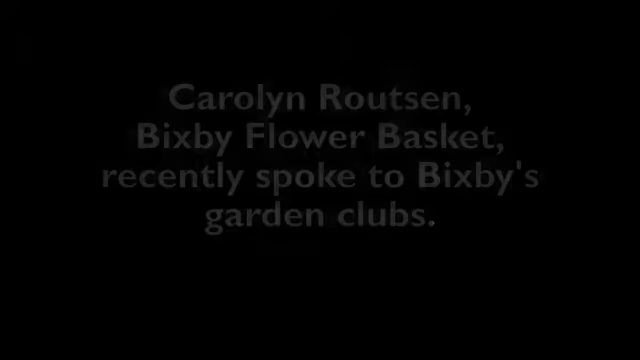 Carolyn Routsen,
Bixby Flower Basket,
recently spoke to Bixby's
garden clubs.